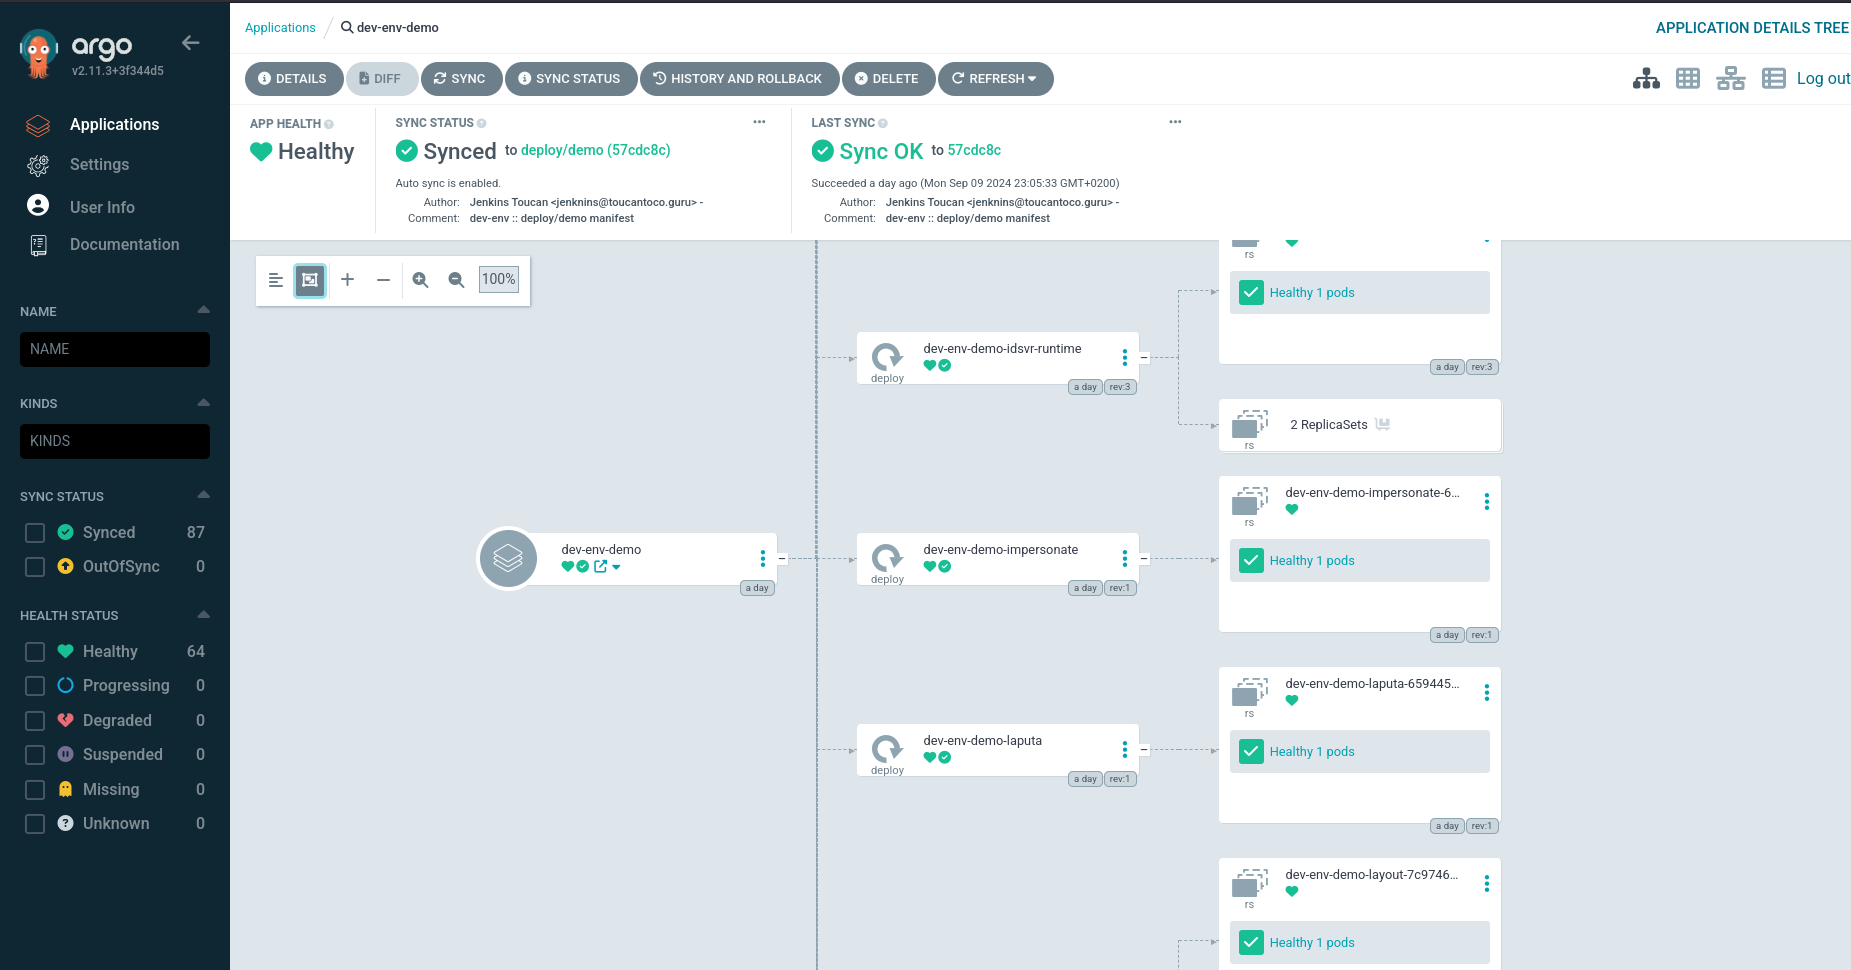 argo
v2.11.3+3f344d5
Applications
Settings
User Info
Documentation
NAME
NAME
KINDS
KINDS
SYNC STATUS
Synced 87
OutOfSync 0
HEALTH STATUS
Healthy 64
Progressing 0
Degraded 0
Suspended 0
Missing 0
Unknown 0
Applications / dev-env-demo
APPLICATION DETAILS TREE
DETAILS DIFF SYNC SYNC STATUS HISTORY AND ROLLBACK DELETE REFRESH
Log out
APP HEALTH
Healthy
SYNC STATUS
Synced to deploy/demo (57cdc8c)
Auto sync is enabled.
Author: Jenkins Toucan <jenknins@toucantoco.guru> -
Comment: dev-env :: deploy/demo manifest
LAST SYNC
Sync OK to 57cdc8c
Succeeded a day ago (Mon Sep 09 2024 23:05:33 GMT+0200)
Author: Jenkins Toucan <jenknins@toucantoco.guru> -
Comment: dev-env :: deploy/demo manifest
100%
dev-env-demo
a day
dev-env-demo-idsvr-runtime
deploy
a day rev:3
dev-env-demo-impersonate
deploy
a day rev:1
dev-env-demo-laputa
deploy
a day rev:1
rs
Healthy 1 pods
a day rev:3
2 ReplicaSets
rs
dev-env-demo-impersonate-6...
rs
Healthy 1 pods
a day rev:1
dev-env-demo-laputa-659445...
rs
Healthy 1 pods
a day rev:1
dev-env-demo-layout-7c9746...
rs
Healthy 1 pods